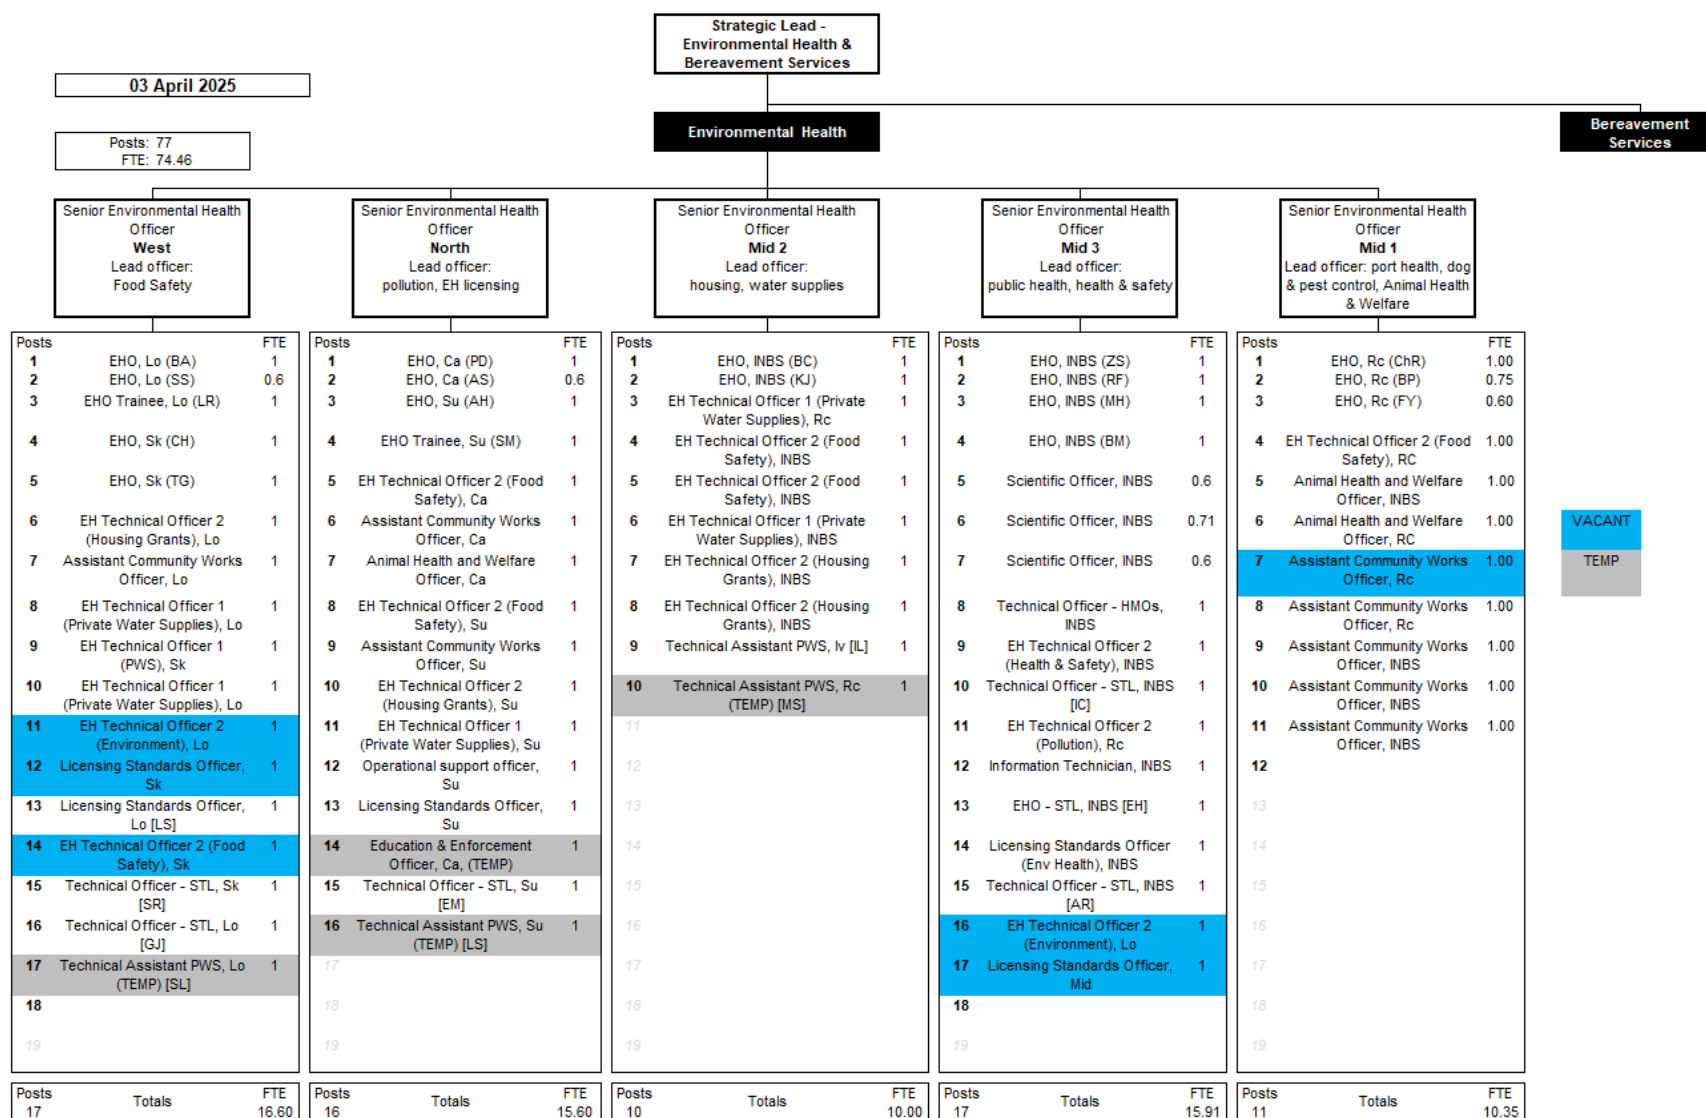 Strategic Lead -
Environmental Health &
Bereavement Services
03 April 2025
Posts: 77
FTE: 74.46
Environmental Health
Bereavement
Services
Senior Environmental Health
Officer
West
Lead officer:
Food Safety
Senior Environmental Health
Officer
North
Lead officer:
pollution, EH licensing
Senior Environmental Health
Officer
Mid 2
Lead officer:
housing, water supplies
Senior Environmental Health
Officer
Mid 3
Lead officer:
public health, health & safety
Senior Environmental Health
Officer
Mid 1
Lead officer: port health, dog
& pest control, Animal Health
& Welfare
Posts FTE
1 EHO, Lo (BA) 1
2 EHO, Lo (SS) 0.6
3 EHO Trainee, Lo (LR) 1
4 EHO, Sk (CH) 1
5 EHO, Sk (TG) 1
6 EH Technical Officer 2 1
(Housing Grants), Lo
7 Assistant Community Works 1
Officer, Lo
8 EH Technical Officer 1 1
(Private Water Supplies), Lo
9 EH Technical Officer 1 1
(PWS), Sk
10 EH Technical Officer 1 1
(Private Water Supplies), Lo
11 EH Technical Officer 2 1
(Environment), Lo
12 Licensing Standards Officer, 1
Sk
13 Licensing Standards Officer, 1
Lo [LS]
14 EH Technical Officer 2 (Food 1
Safety), Sk
15 Technical Officer - STL, Sk 1
[SR]
16 Technical Officer - STL, Lo 1
[GJ]
17 Technical Assistant PWS, Lo 1
(TEMP) [SL]
18
19
Posts Totals FTE
17 16.60
Posts FTE
1 EHO, Ca (PD) 1
2 EHO, Ca (AS) 0.6
3 EHO, Su (AH) 1
4 EHO Trainee, Su (SM) 1
5 EH Technical Officer 2 (Food 1
Safety), Ca
6 Assistant Community Works 1
Officer, Ca
7 Animal Health and Welfare 1
Officer, Ca
8 EH Technical Officer 2 (Food 1
Safety), Su
9 Assistant Community Works 1
Officer, Su
10 EH Technical Officer 2 1
(Housing Grants), Su
11 EH Technical Officer 1 1
(Private Water Supplies), Su
12 Operational support officer, 1
Su
13 Licensing Standards Officer, 1
Su
14 Education & Enforcement 1
Officer, Ca, (TEMP)
15 Technical Officer - STL, Su 1
[EM]
16 Technical Assistant PWS, Su 1
(TEMP) [LS]
17
18
19
Posts Totals FTE
16 15.60
Posts FTE
1 EHO, INBS (BC) 1
2 EHO, INBS (KJ) 1
3 EH Technical Officer 1 (Private 1
Water Supplies), Rc
4 EH Technical Officer 2 (Food 1
Safety), INBS
5 EH Technical Officer 2 (Food 1
Safety), INBS
6 EH Technical Officer 1 (Private 1
Water Supplies), INBS
7 EH Technical Officer 2 (Housing 1
Grants), INBS
8 EH Technical Officer 2 (Housing 1
Grants), INBS
9 Technical Assistant PWS, Iv [IL] 1
10 Technical Assistant PWS, Rc 1
(TEMP) [MS]
11
12
13
14
15
16
17
18
19
Posts Totals FTE
10 10.00
Posts FTE
1 EHO, INBS (ZS) 1
2 EHO, INBS (RF) 1
3 EHO, INBS (MH) 1
4 EHO, INBS (BM) 1
5 Scientific Officer, INBS 0.6
6 Scientific Officer, INBS 0.71
7 Scientific Officer, INBS 0.6
8 Technical Officer - HMOs, 1
INBS
9 EH Technical Officer 2 1
(Health & Safety), INBS
10 Technical Officer - STL, INBS 1
[IC]
11 EH Technical Officer 2 1
(Pollution), Rc
12 Information Technician, INBS 1
13 EHO - STL, INBS [EH] 1
14 Licensing Standards Officer 1
(Env Health), INBS
15 Technical Officer - STL, INBS 1
[AR]
16 EH Technical Officer 2 1
(Environment), Lo
17 Licensing Standards Officer, 1
Mid
18
19
Posts Totals FTE
17 15.91
Posts FTE
1 EHO, Rc (ChR) 1.00
2 EHO, Rc (BP) 0.75
3 EHO, Rc (FY) 0.60
4 EH Technical Officer 2 (Food 1.00
Safety), RC
5 Animal Health and Welfare 1.00
Officer, INBS
6 Animal Health and Welfare 1.00
Officer, RC
7 Assistant Community Works 1.00
Officer, Rc
8 Assistant Community Works 1.00
Officer, Rc
9 Assistant Community Works 1.00
Officer, INBS
10 Assistant Community Works 1.00
Officer, INBS
11 Assistant Community Works 1.00
Officer, INBS
12
13
14
15
16
17
18
19
Posts Totals FTE
11 10.35
VACANT
TEMP